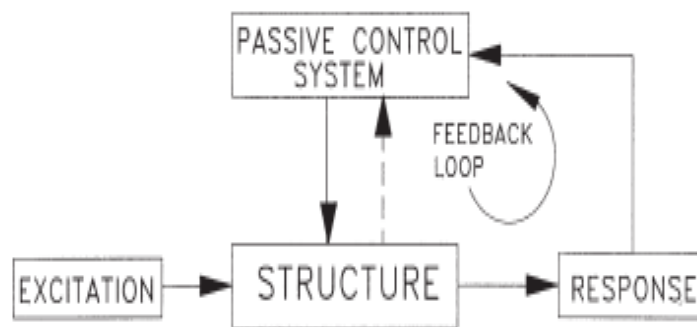 PASSIVE CONTROL
SYSTEM
FEEDBACK
LOOP
EXCITATION
STRUCTURE
RESPONSE